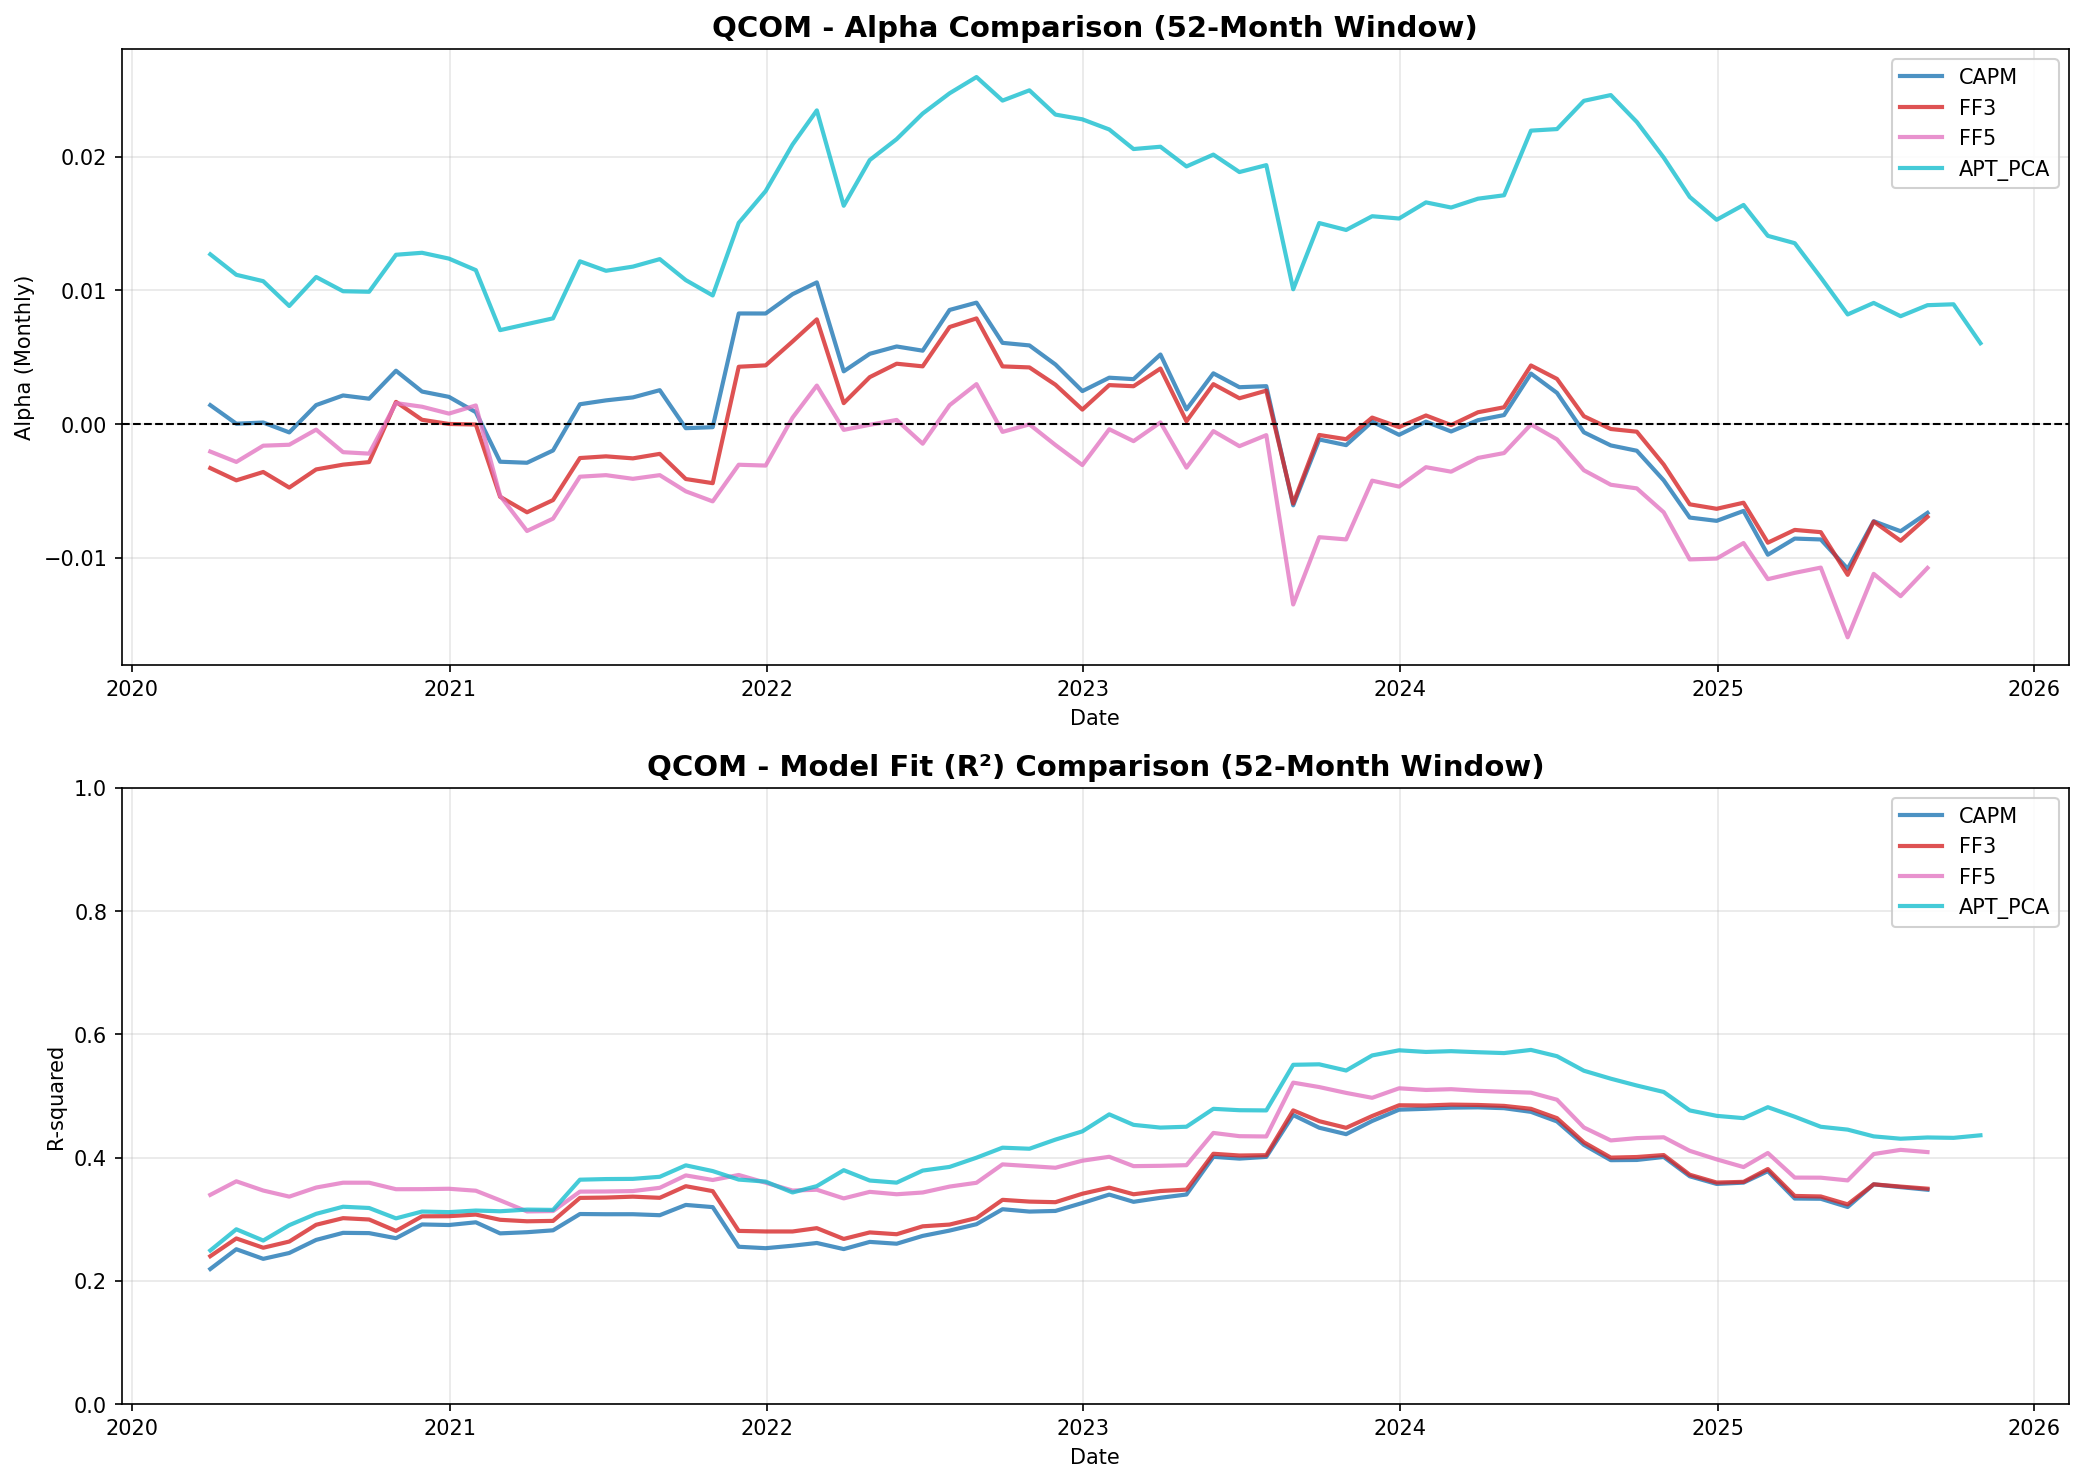 QCOM - Alpha Comparison (52-Month Window)
CAPM
FF3
FF5
APT_PCA
Alpha (Monthly)
0.02
0.01
0.00
−0.01
2020 2021 2022 2023 2024 2025 2026
Date
QCOM - Model Fit (R²) Comparison (52-Month Window)
CAPM
FF3
FF5
APT_PCA
R-squared
1.0
0.8
0.6
0.4
0.2
0.0
2020 2021 2022 2023 2024 2025 2026
Date